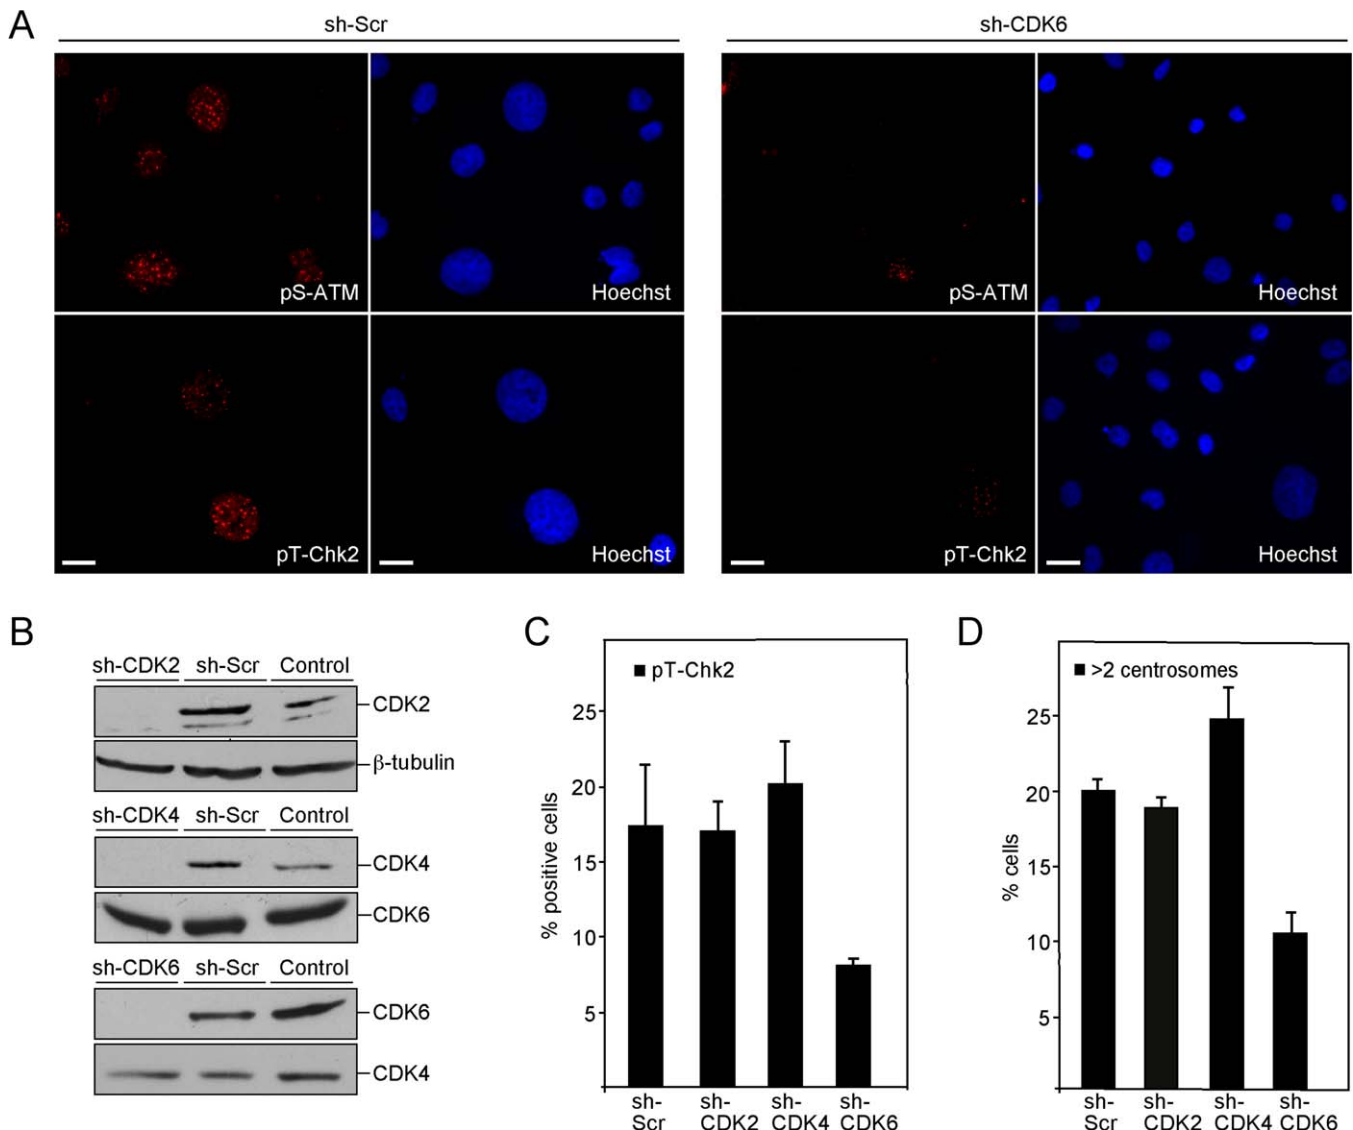 A
sh-Scr
sh-CDK6
pS-ATM
Hoechst
pS-ATM
Hoechst
pT-Chk2
Hoechst
pT-Chk2
Hoechst
B
sh-CDK2 sh-Scr Control
CDK2
β-tubulin
sh-CDK4 sh-Scr Control
CDK4
CDK6
sh-CDK6 sh-Scr Control
CDK6
CDK4
C
pT-Chk2
% positive cells
25
20
15
10
5
sh-Scr
sh-CDK2
sh-CDK4
sh-CDK6
D
>2 centrosomes
% cells
25
20
15
10
5
sh-Scr
sh-CDK2
sh-CDK4
sh-CDK6